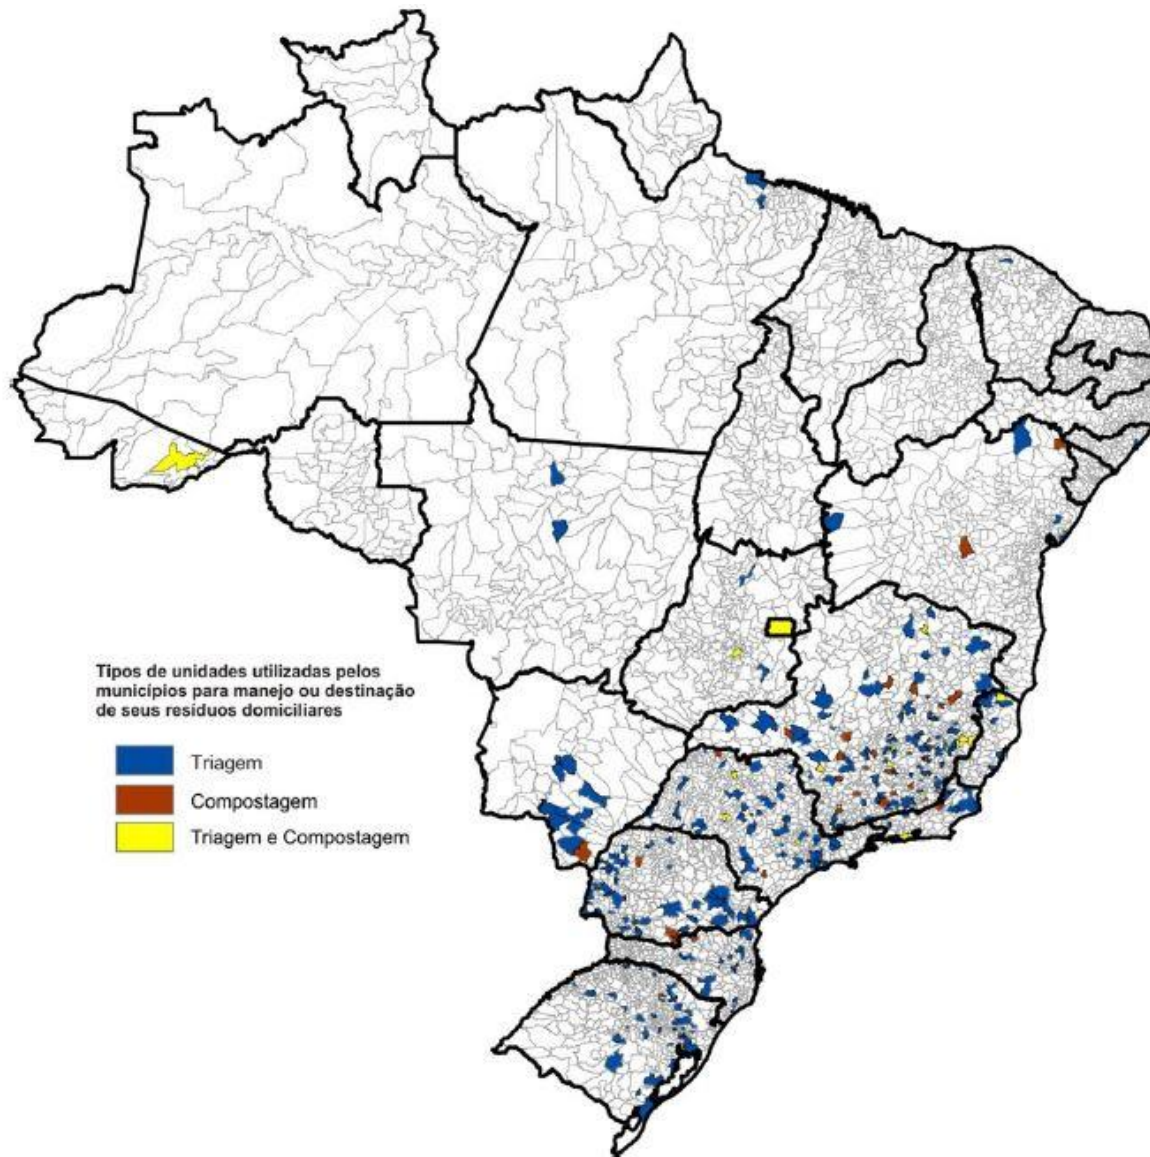 Tipos de unidades utilizadas pelos
municípios para manejo ou destinação
de seus resíduos domiciliares
Triagem
Compostagem
Triagem e Compostagem